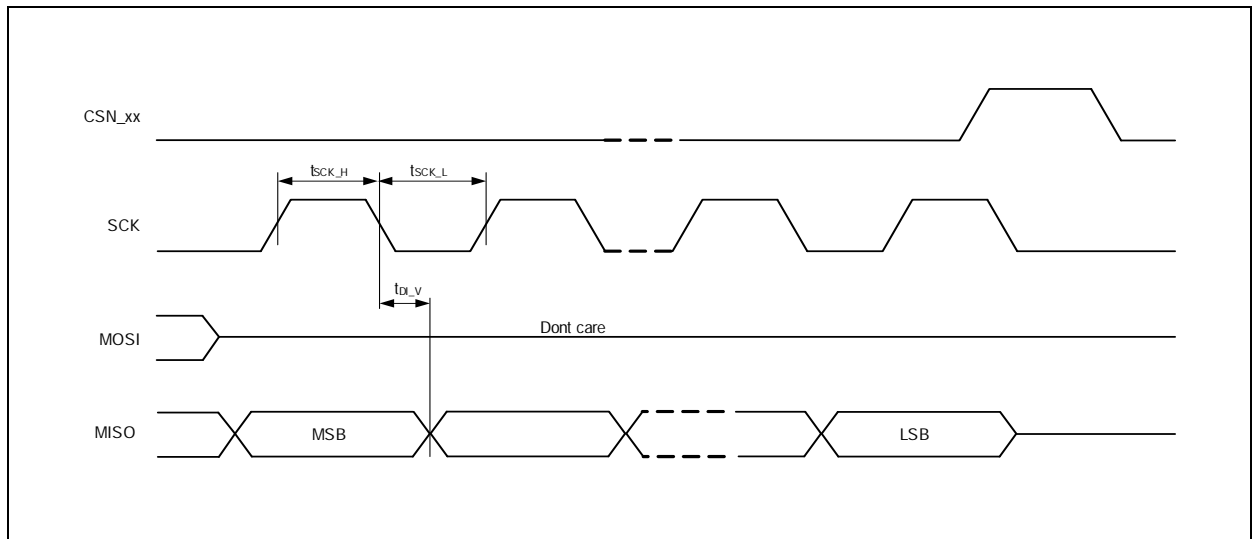 CSN_xx
tSCK_H
tSCK_L
SCK
tDI_V
MOSI
Dont care
MISO
MSB
LSB